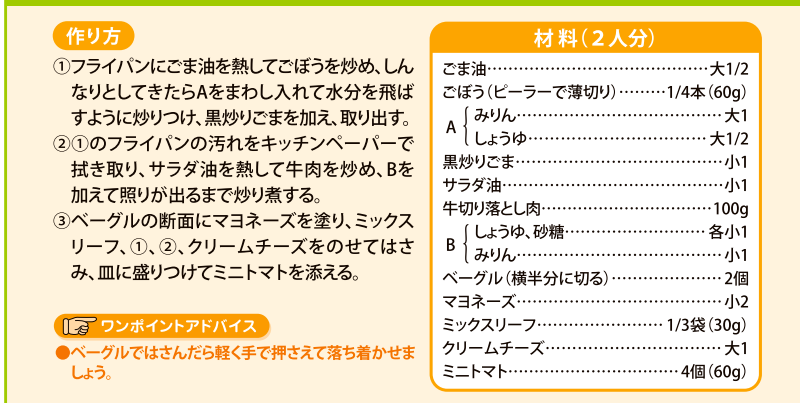 作り方
①フライパンにごま油を熱してごぼうを炒め、しん
なりとしてきたらAをまわし入れて水分を飛ば
すように炒りつけ、黒炒りごまを加え、取り出す。
②①のフライパンの汚れをキッチンペーパーで
拭き取り、サラダ油を熱して牛肉を炒め、Bを
加えて照りが出るまで炒り煮する。
③ベーグルの断面にマヨネーズを塗り、ミックス
リーフ、①、②、クリームチーズをのせてはさ
み、皿に盛りつけてミニトマトを添える。
ワンポイントアドバイス
●ベーグルではさんだら軽く手で押さえて落ち着かせま
しょう。
材料(2人分)
ごま油……………………………………大1/2
ごぼう(ピーラーで薄切り)………1/4本(60g)
A
みりん………………………………大1
しょうゆ……………………………大1/2
黒炒りごま…………………………………小1
サラダ油……………………………………小1
牛切り落とし肉……………………………100g
B
しょうゆ、砂糖………………………各小1
みりん………………………………小1
ベーグル(横半分に切る)…………………2個
マヨネーズ…………………………………小2
ミックスリーフ……………………1/3袋(30g)
クリームチーズ……………………………大1
ミニトマト……………………………4個(60g)